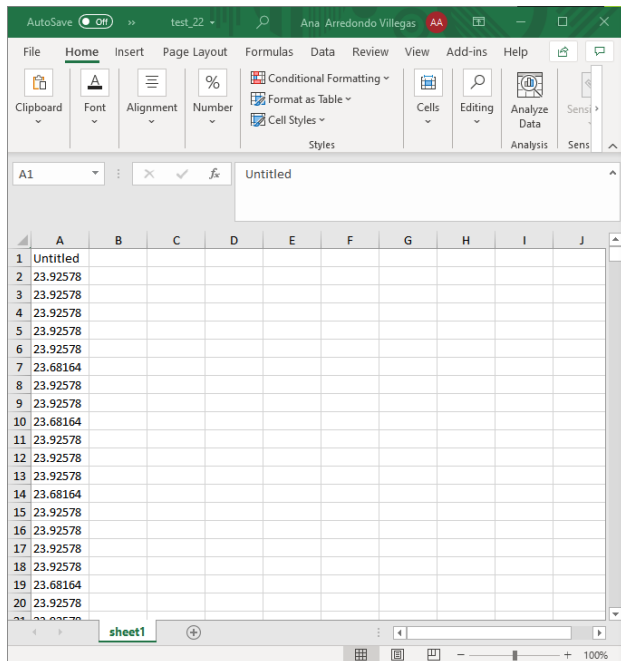 AutoSave Off » test_22 Ana Arredondo Villegas AA
File Home Insert Page Layout Formulas Data Review View Add-ins Help
Clipboard Font Alignment Number Conditional Formatting Format as Table Cell Styles Cells Editing Analyze Data Sensi
Styles Analysis Sens
A1 fx Untitled
A B C D E F G H I J
1 Untitled
2 23.92578
3 23.92578
4 23.92578
5 23.92578
6 23.92578
7 23.68164
8 23.92578
9 23.92578
10 23.68164
11 23.92578
12 23.92578
13 23.92578
14 23.68164
15 23.92578
16 23.92578
17 23.92578
18 23.92578
19 23.68164
20 23.92578
sheet1
100%